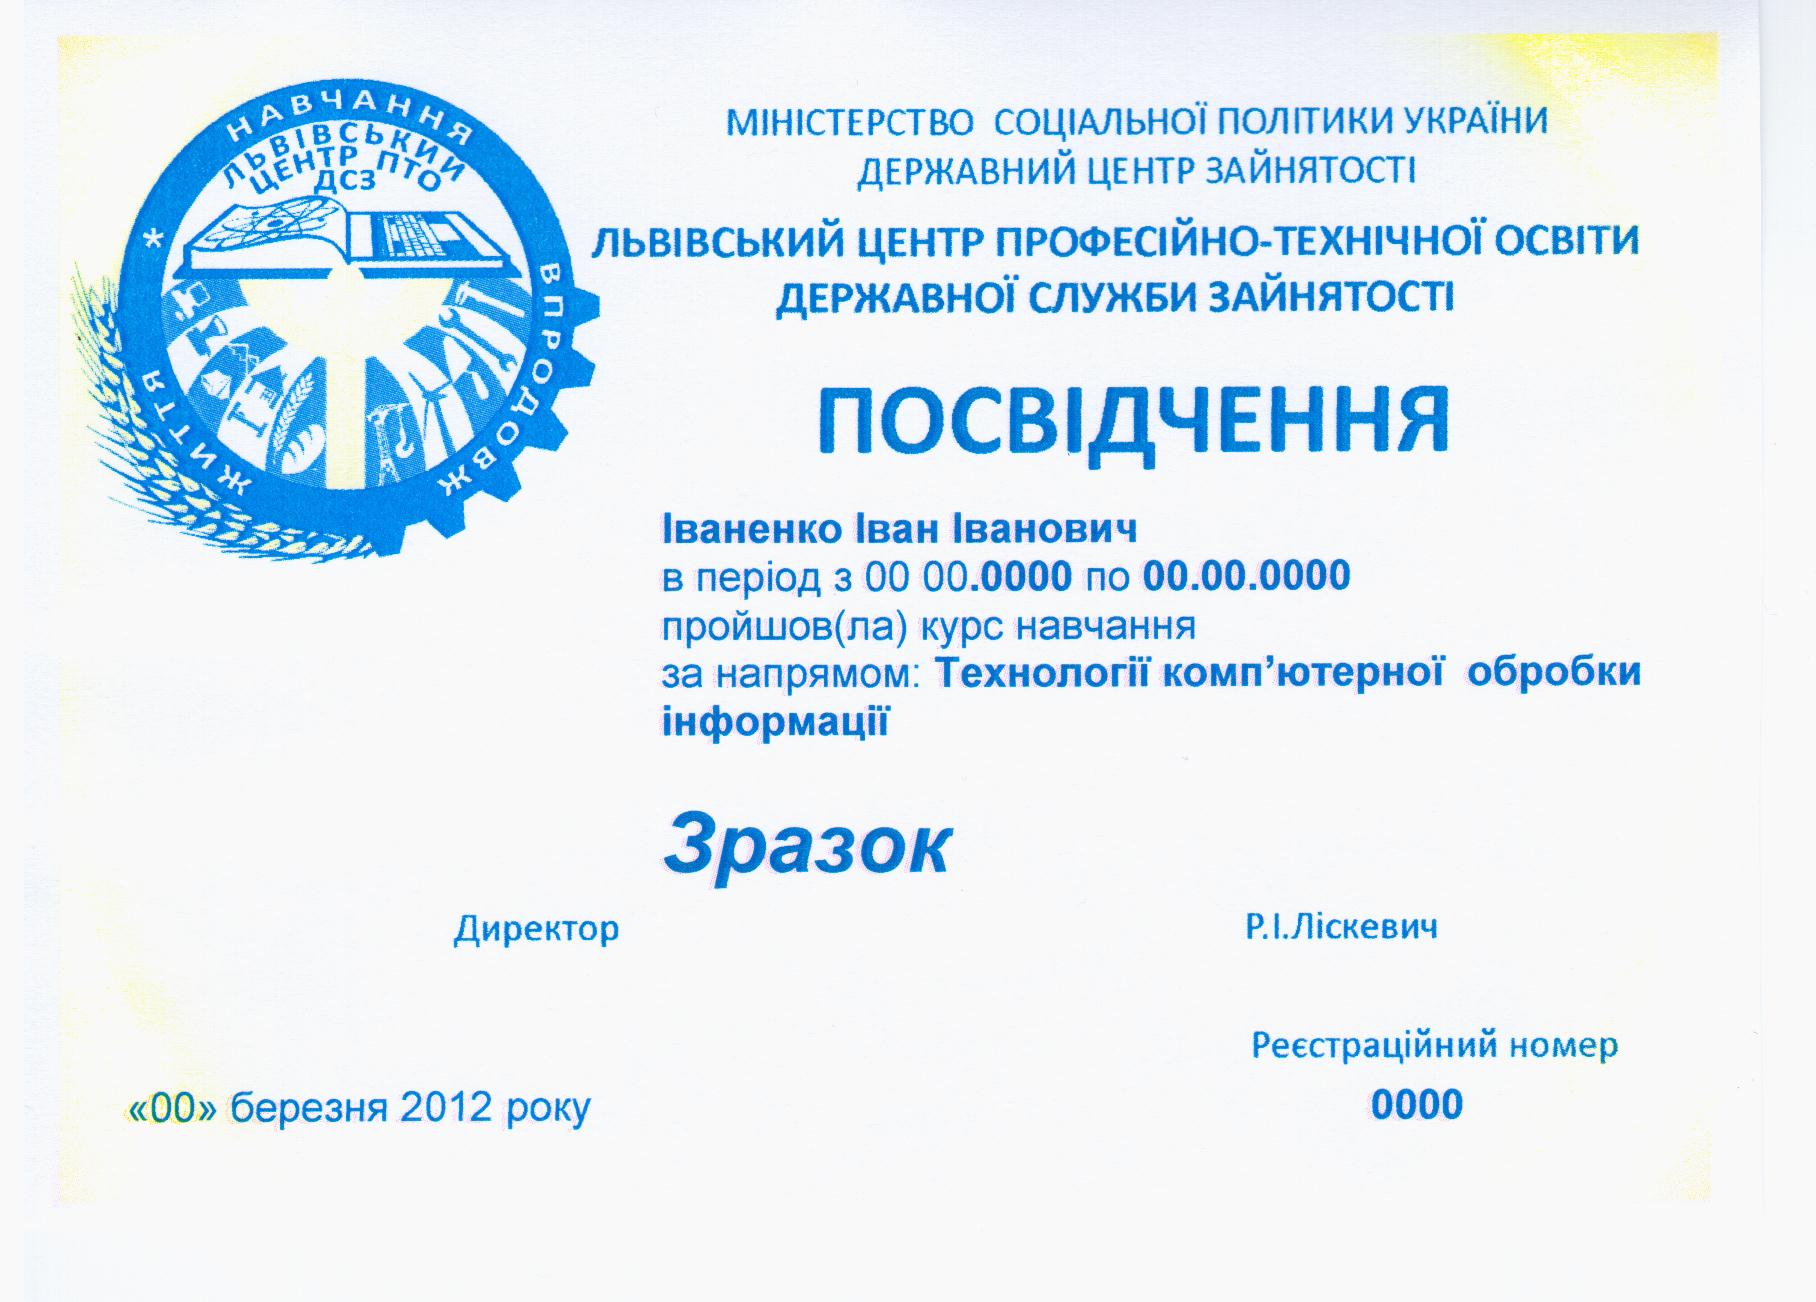 НАВЧАННЯ ВПРОДОВЖ ЖИТТЯ *
ЛЬВІВСЬКИЙ
ЦЕНТР ПТО
ДСЗ
МІНІСТЕРСТВО СОЦІАЛЬНОЇ ПОЛІТИКИ УКРАЇНИ
ДЕРЖАВНИЙ ЦЕНТР ЗАЙНЯТОСТІ
ЛЬВІВСЬКИЙ ЦЕНТР ПРОФЕСІЙНО-ТЕХНІЧНОЇ ОСВІТИ
ДЕРЖАВНОЇ СЛУЖБИ ЗАЙНЯТОСТІ
ПОСВІДЧЕННЯ
Іваненко Іван Іванович
в період з 00 00.0000 по 00.00.0000
пройшов(ла) курс навчання
за напрямом: Технології комп’ютерної обробки
інформації
Зразок
Директор Р.І.Ліскевич
Реєстраційний номер
«00» березня 2012 року 0000